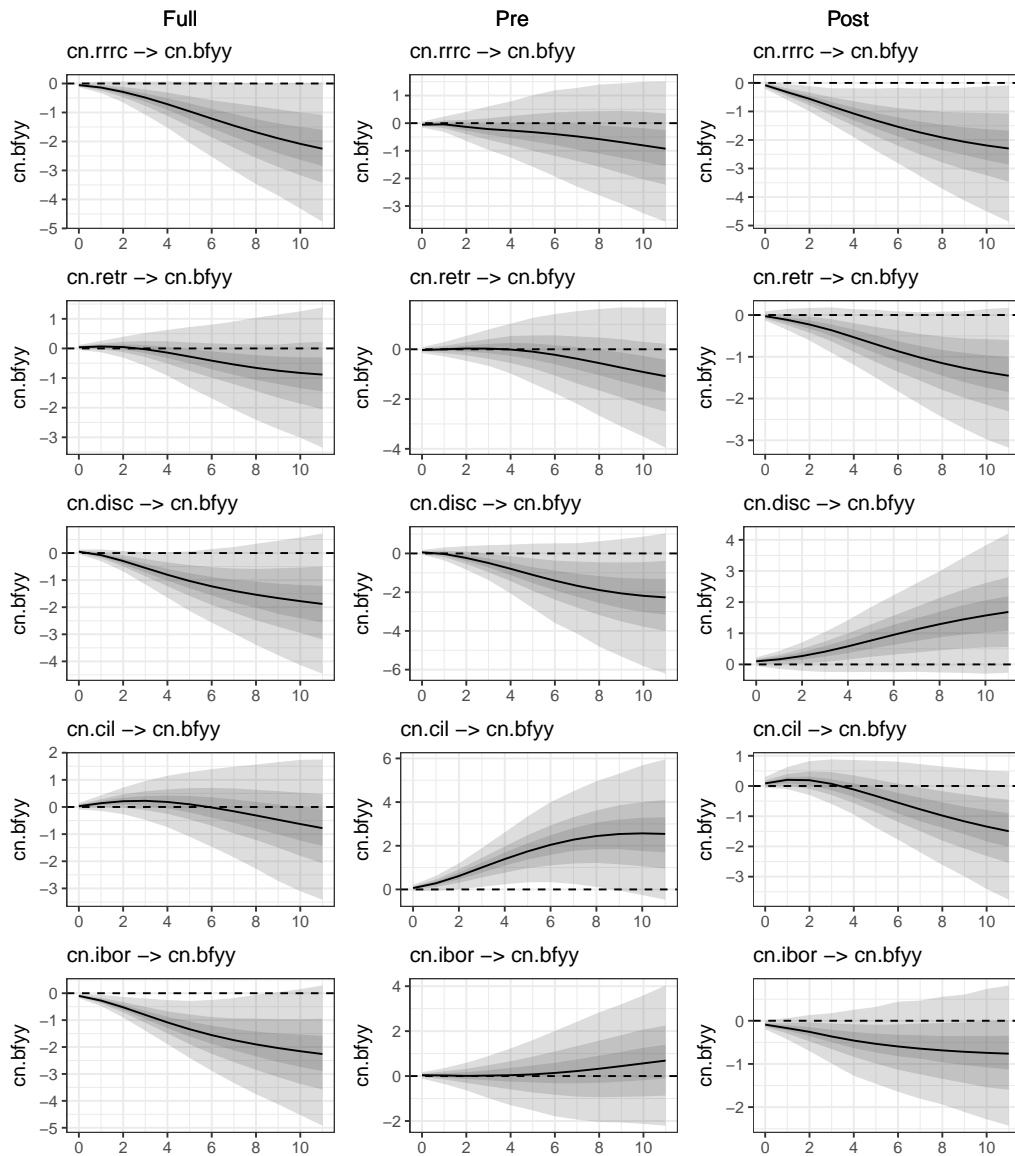 Full Pre Post
cn.rrrc −> cn.bfyy cn.rrrc −> cn.bfyy cn.rrrc −> cn.bfyy
cn.bfyy cn.bfyy cn.bfyy
0 −1 −2 −3 −4 −5
1 0 −1 −2 −3
0 −1 −2 −3 −4 −5
0 2 4 6 8 10 0 2 4 6 8 10 0 2 4 6 8 10
cn.retr −> cn.bfyy cn.retr −> cn.bfyy cn.retr −> cn.bfyy
cn.bfyy cn.bfyy cn.bfyy
1 0 −1 −2 −3
2 0 −2 −4
0 −1 −2 −3
0 2 4 6 8 10 0 2 4 6 8 10 0 2 4 6 8 10
cn.disc −> cn.bfyy cn.disc −> cn.bfyy cn.disc −> cn.bfyy
cn.bfyy cn.bfyy cn.bfyy
0 −1 −2 −3 −4
0 −2 −4 −6
4 3 2 1 0
0 2 4 6 8 10 0 2 4 6 8 10 0 2 4 6 8 10
cn.cil −> cn.bfyy cn.cil −> cn.bfyy cn.cil −> cn.bfyy
cn.bfyy cn.bfyy cn.bfyy
2 1 0 −1 −2 −3
6 4 2 0
1 0 −1 −2 −3
0 2 4 6 8 10 0 2 4 6 8 10 0 2 4 6 8 10
cn.ibor −> cn.bfyy cn.ibor −> cn.bfyy cn.ibor −> cn.bfyy
cn.bfyy cn.bfyy cn.bfyy
0 −1 −2 −3 −4 −5
4 2 0 −2
0 −1 −2
0 2 4 6 8 10 0 2 4 6 8 10 0 2 4 6 8 10